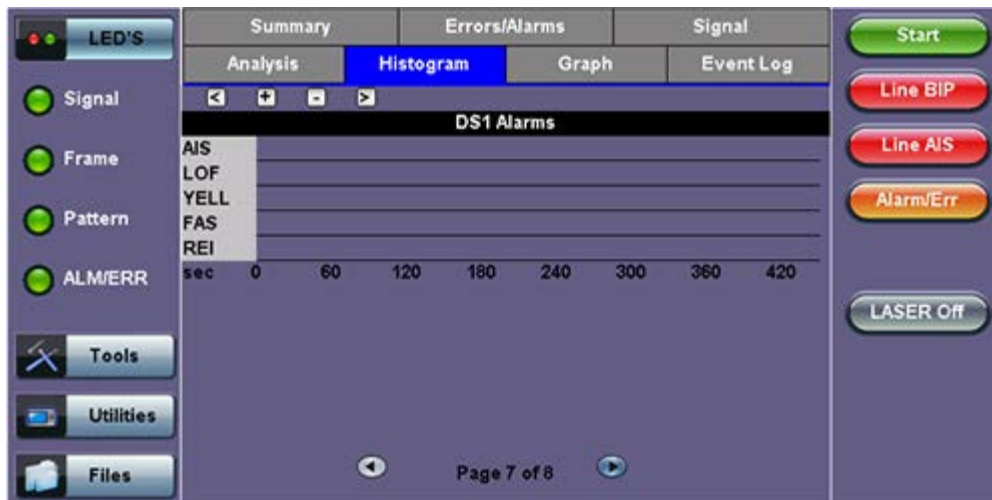 LED'S
Signal
Frame
Pattern
ALM/ERR
Tools
Utilities
Files
Summary Errors/Alarms Signal
Analysis Histogram Graph Event Log
< + - >
DS1 Alarms
AIS
LOF
YELL
FAS
REI
sec 0 60 120 180 240 300 360 420
Page 7 of 8
Start
Line BIP
Line AIS
Alarm/Err
LASER Off